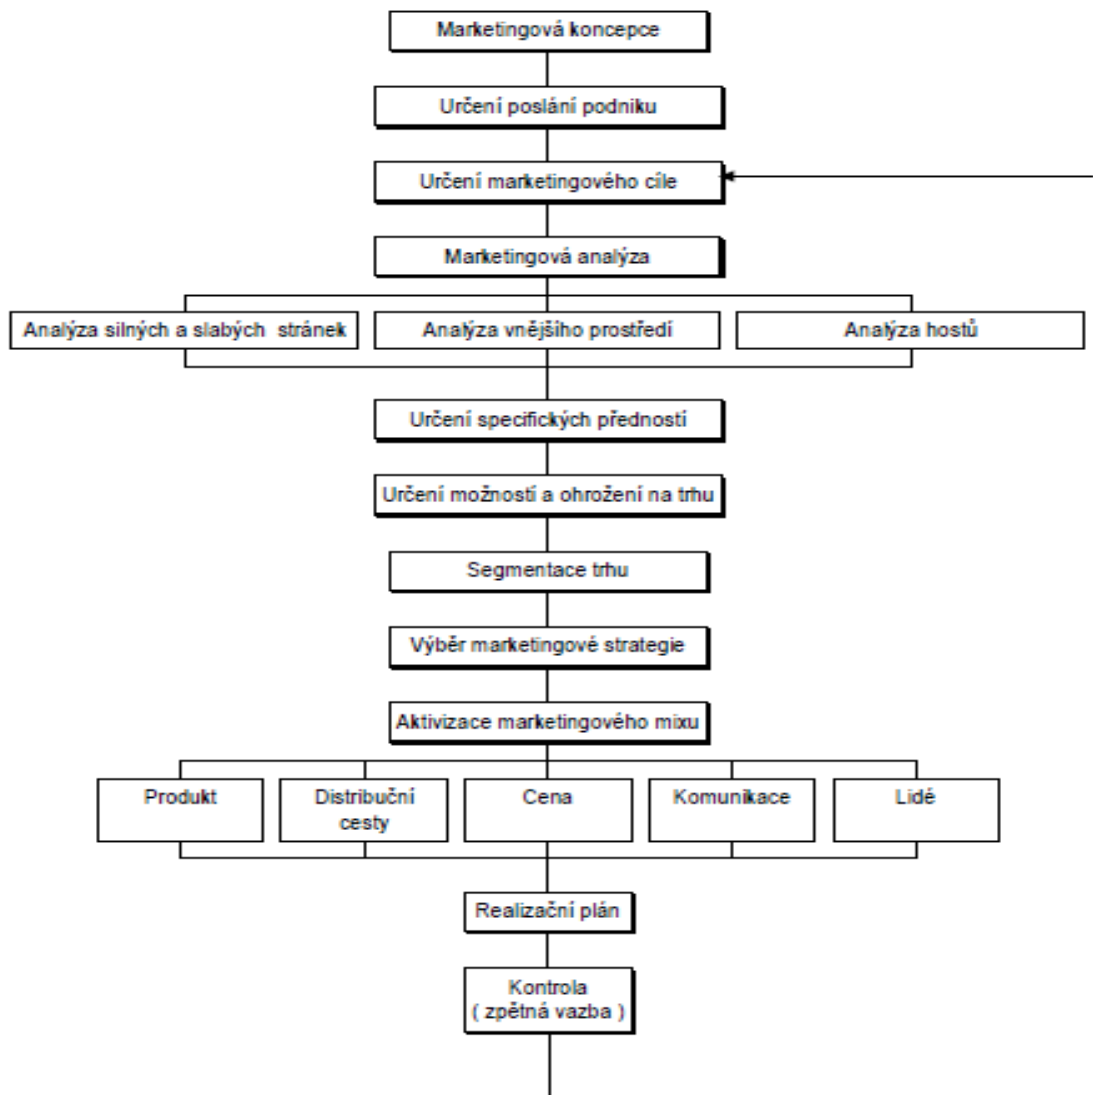 Marketingová koncepce
Určení poslání podniku
Určení marketingového cíle
Marketingová analýza
Analýza silných a slabých stránek
Analýza vnějšího prostředí
Analýza hostů
Určení specifických předností
Určení možností a ohrožení na trhu
Segmentace trhu
Výběr marketingové strategie
Aktivizace marketingového mixu
Produkt
Distribuční
cesty
Cena
Komunikace
Lidé
Realizační plán
Kontrola
( zpětná vazba )